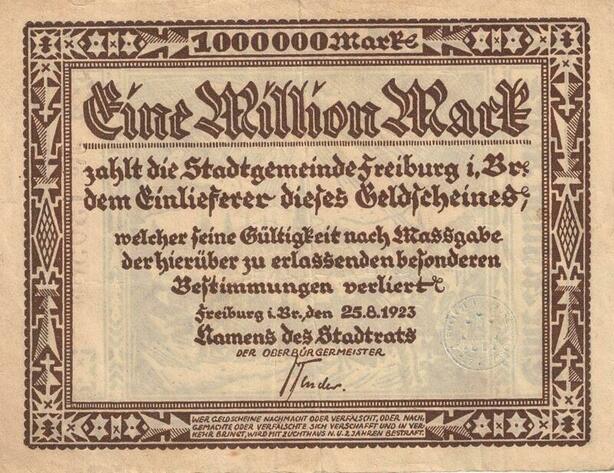 1000000 Mark
Eine Million Mark
zahlt die Stadtgemeinde Freiburg i, Br.
dem Einlieferer dieses Geldscheines,
welcher seine Gültigkeit nach Massgabe
der hierüber zu erlassenden besonderen
Bestimmungen verliert
Freiburg i. Br., den 25.8.1923
Namens des Stadtrats
DER OBERBÜRGERMEISTER
WER GELDSCHEINE NACHMACHT ODER VERFÄLSCHT, ODER NACH-
GEMACHTE ODER VERFÄLSCHTE SICH VERSCHAFFT UND IN VER-
KEHR BRINGT, WIRD MIT ZUCHTHAUS N. U. 2 JAHREN BESTRAFT.